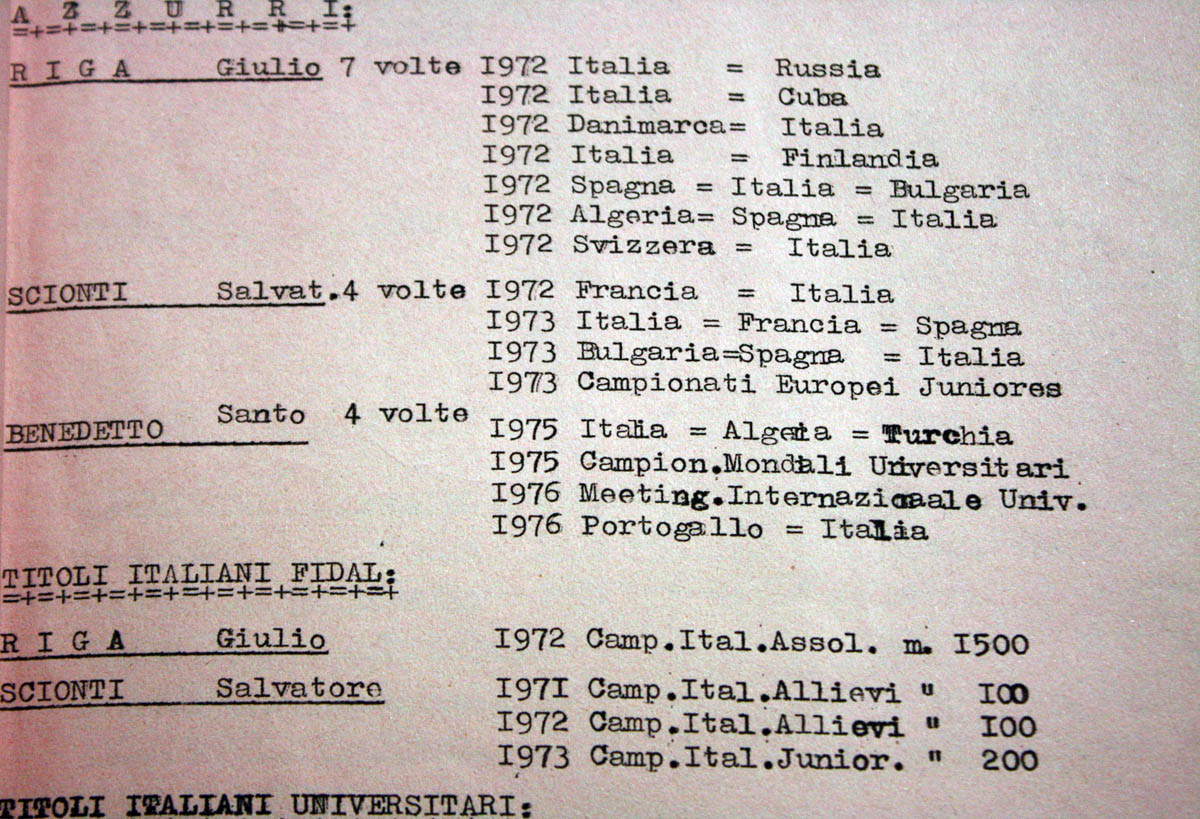 A Z Z U R R I:
=+=+=+=+=+=+=+=+=+=+=+
R I G A Giulio 7 volte I972 Italia = Russia
I972 Italia = Cuba
I972 Danimarca= Italia
I972 Italia = Finlandia
I972 Spagna = Italia = Bulgaria
I972 Algeria= Spagna = Italia
I972 Svizzera = Italia
SCIONTI Salvat.4 volte I972 Francia = Italia
I973 Italia = Francia = Spagna
I973 Bulgaria=Spagna = Italia
I973 Campionati Europei Juniores
BENEDETTO Santo 4 volte I975 Italia = = Turchia
I975 Campion.Mondali Universitari
I976 Meeting.Internazionaale Univ.
I976 Portogallo = Italia
TITOLI ITALIANI FIDAL:
=+=+=+=+=+=+=+=+=+=+=+=+=+
R I G A Giulio I972 Camp.Ital.Assol. m. I500
SCIONTI Salvatore I97I Camp.Ital.Allievi " I00
I972 Camp.Ital.Allievi " I00
I973 Camp.Ital.Junior. " 200
TITOLI ITALIANI UNIVERSITARI: